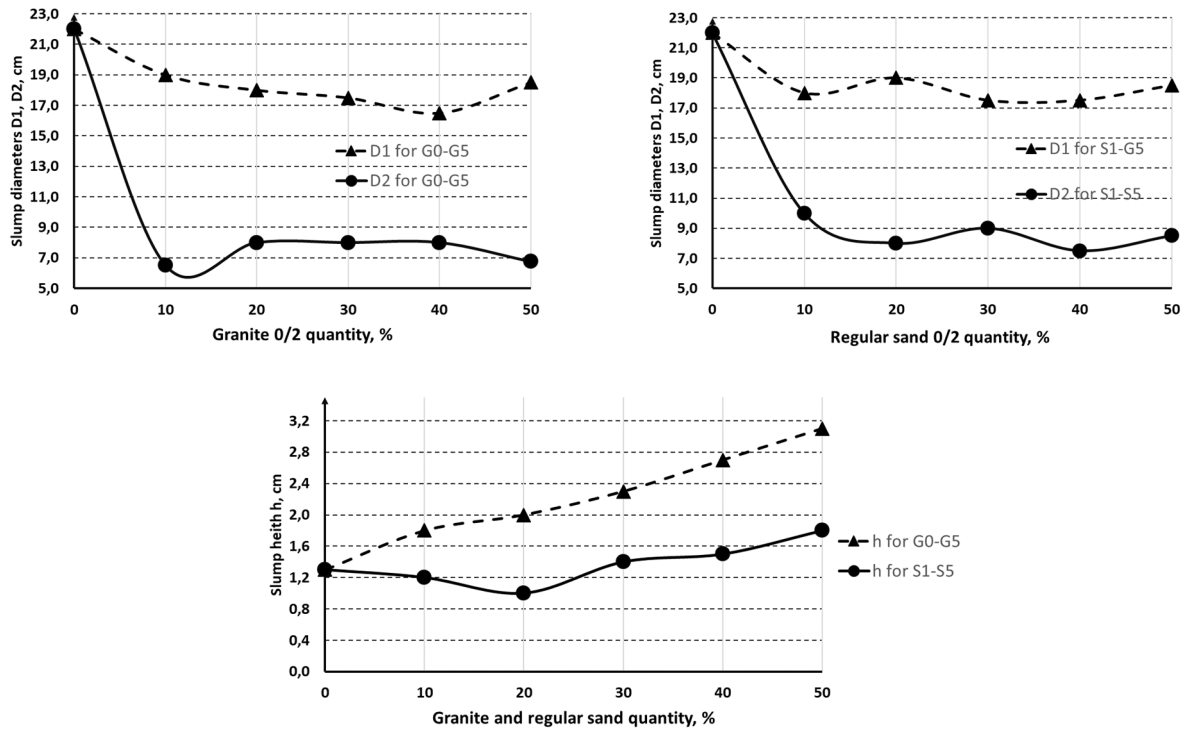 Slump diameters D1, D2, cm
23,0
21,0
19,0
17,0
15,0
13,0
11,0
9,0
7,0
5,0
0 10 20 30 40 50
Granite 0/2 quantity, %
D1 for G0-G5
D2 for G0-G5
Slump diameters D1, D2, cm
23,0
21,0
19,0
17,0
15,0
13,0
11,0
9,0
7,0
5,0
0 10 20 30 40 50
Regular sand 0/2 quantity, %
D1 for S1-G5
D2 for S1-S5
Slump heith h, cm
3,2
2,8
2,4
2,0
1,6
1,2
0,8
0,4
0,0
0 10 20 30 40 50
Granite and regular sand quantity, %
h for G0-G5
h for S1-S5